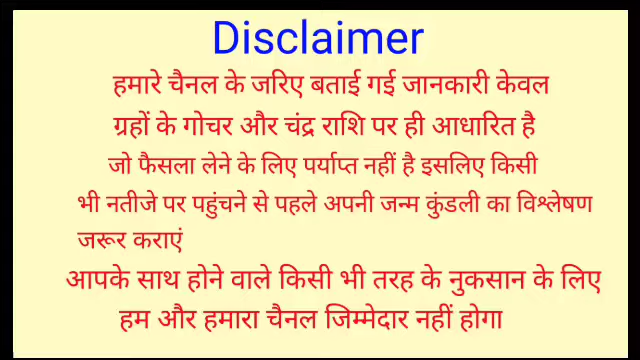 Disclaimer
हमारे चैनल के जरिए बताई गई जानकारी केवल
ग्रहों के गोचर और चंद्र राशि पर ही आधारित है
जो फैसला लेने के लिए पर्याप्त नहीं है इसलिए किसी
भी नतीजे पर पहुंचने से पहले अपनी जन्म कुंडली का विश्लेषण
जरूर कराएं
आपके साथ होने वाले किसी भी तरह के नुकसान के लिए
हम और हमारा चैनल जिम्मेदार नहीं होगा